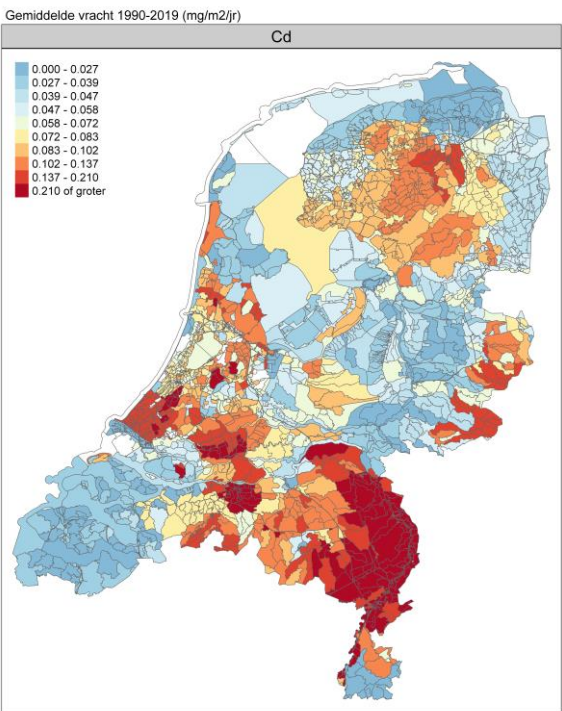 Gemiddelde vracht 1990-2019 (mg/m2/jr)
Cd
0.000 - 0.027
0.027 - 0.039
0.039 - 0.047
0.047 - 0.058
0.058 - 0.072
0.072 - 0.083
0.083 - 0.102
0.102 - 0.137
0.137 - 0.210
0.210 of groter